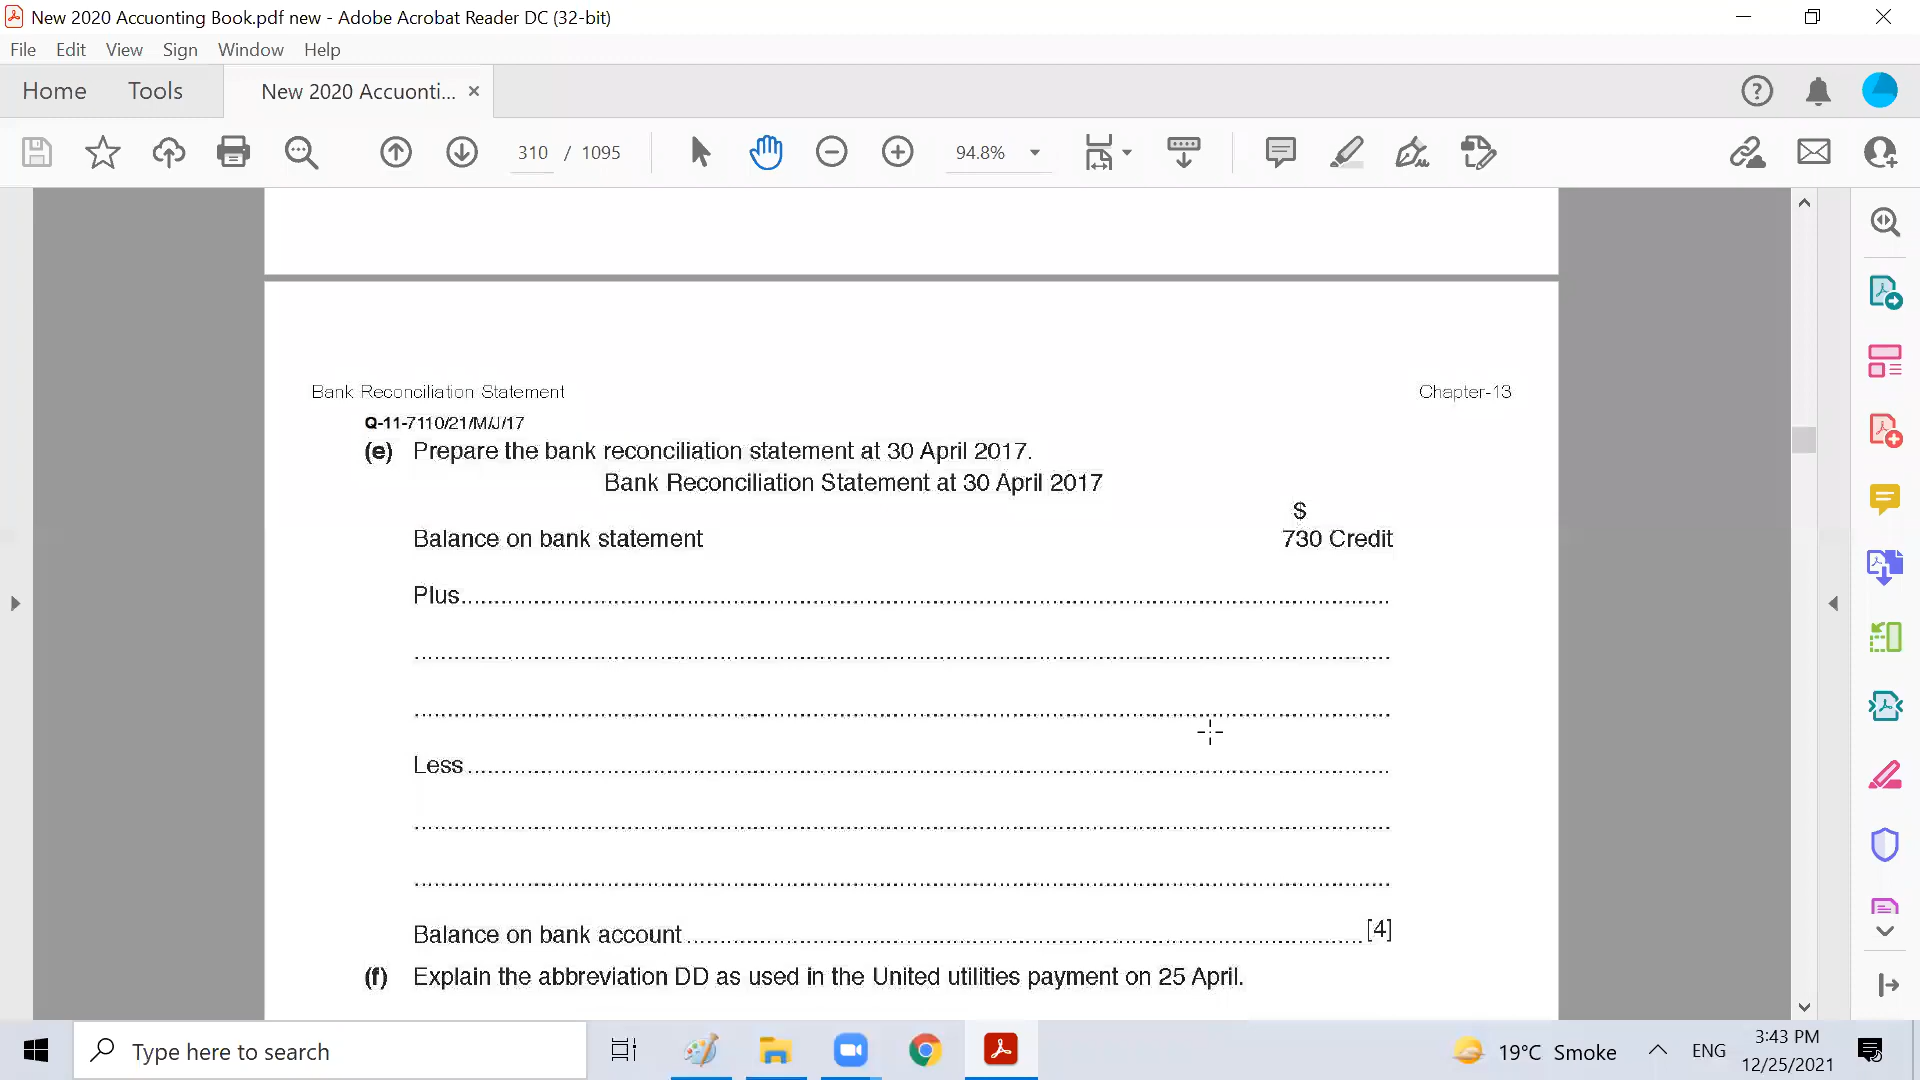 New 2020 Accuonting Book.pdf new - Adobe Acrobat Reader DC (32-bit)
File Edit View Sign Window Help
Home Tools New 2020 Accuonti... ×
310 / 1095 94.8%
Bank Reconciliation Statement Chapter-13
Q-11-7110/21/M/J/17
(e) Prepare the bank reconciliation statement at 30 April 2017.
Bank Reconciliation Statement at 30 April 2017
$
Balance on bank statement 730 Credit
Plus
Less
Balance on bank account [4]
(f) Explain the abbreviation DD as used in the United utilities payment on 25 April.
Type here to search
19°C Smoke
ENG
3:43 PM
12/25/2021